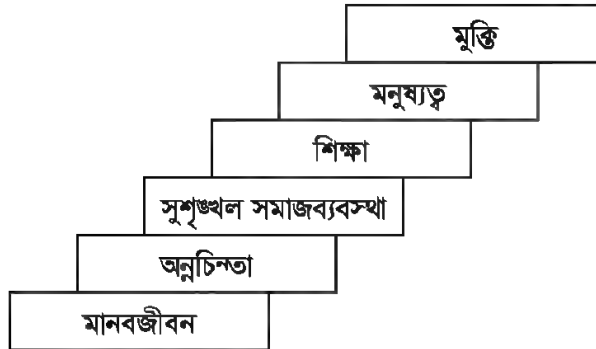 মুক্তি
মনুষ্যত্ব
শিক্ষা
সুশৃঙ্খল সমাজব্যবস্থা
অন্নচিন্তা
মানবজীবন